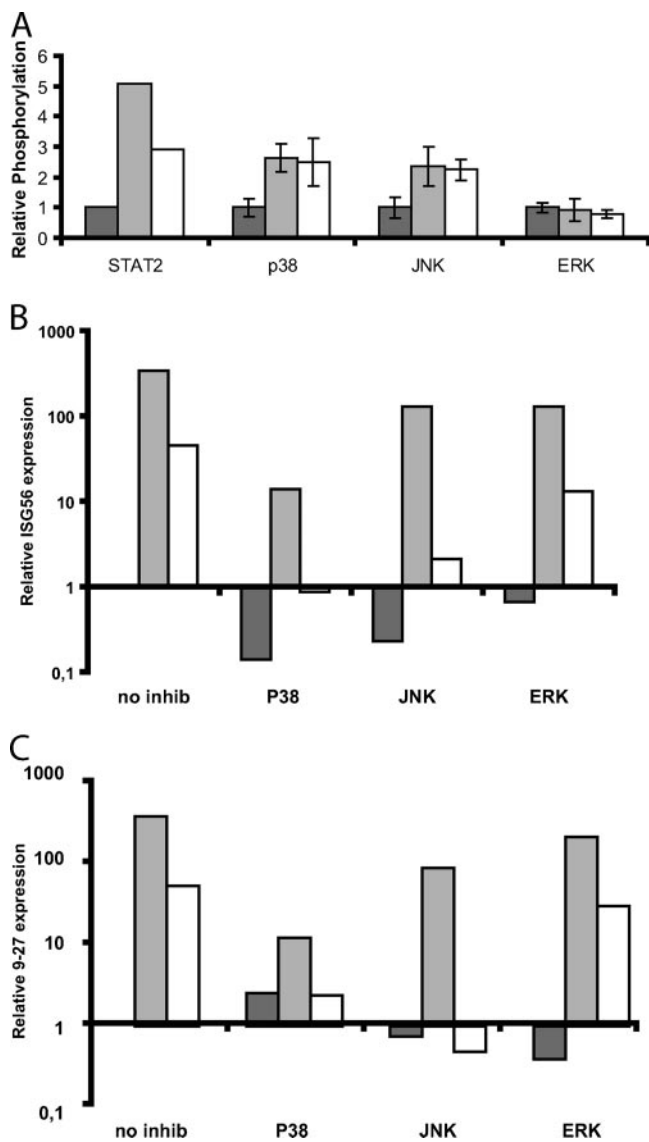 A
Relative Phosphorylation
6
5
4
3
2
1
0
STAT2 p38 JNK ERK
B
Relative ISG56 expression
1000
100
10
1
0,1
no inhib P38 JNK ERK
C
Relative 9-27 expression
1000
100
10
1
0,1
no inhib P38 JNK ERK